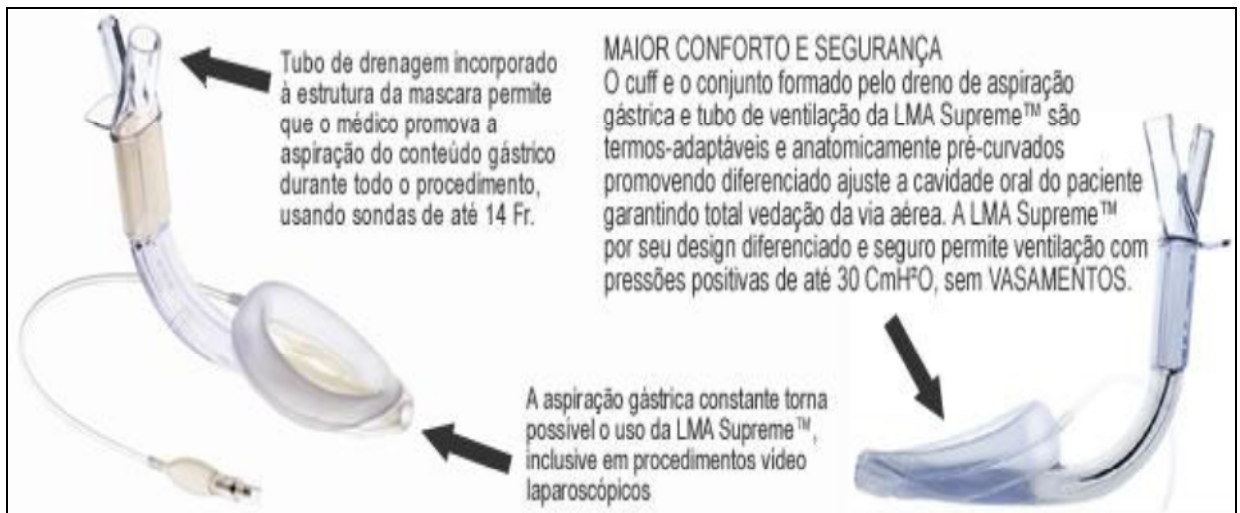 Tubo de drenagem incorporado
à estrutura da mascara permite
que o médico promova a
aspiração do conteúdo gástrico
durante todo o procedimento,
usando sondas de até 14 Fr.
MAIOR CONFORTO E SEGURANÇA
O cuff e o conjunto formado pelo dreno de aspiração
gástrica e tubo de ventilação da LMA Supreme™ são
termos-adaptáveis e anatomicamente pré-curvados
promovendo diferenciado ajuste a cavidade oral do paciente
garantindo total vedação da via aérea. A LMA Supreme™
por seu design diferenciado e seguro permite ventilação com
pressões positivas de até 30 CmH²O, sem VASAMENTOS.
A aspiração gástrica constante torna
possível o uso da LMA Supreme™,
inclusive em procedimentos vídeo
laparoscópicos